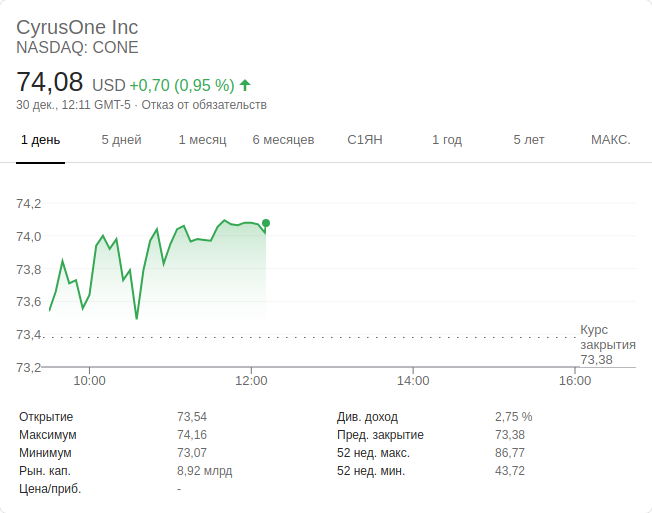 CyrusOne Inc
NASDAQ: CONE
74,08 USD +0,70 (0,95 %)
30 дек., 12:11 GMT-5 · Отказ от обязательств
1 день 5 дней 1 месяц 6 месяцев С1ЯН 1 год 5 лет МАКС.
74,2
74,0
73,8
73,6
73,4
73,2
Курс
закрытия
73,38
10:00 12:00 14:00 16:00
Открытие 73,54 Див. доход 2,75 %
Максимум 74,16 Пред. закрытие 73,38
Минимум 73,07 52 нед. макс. 86,77
Рын. кап. 8,92 млрд 52 нед. мин. 43,72
Цена/приб. -